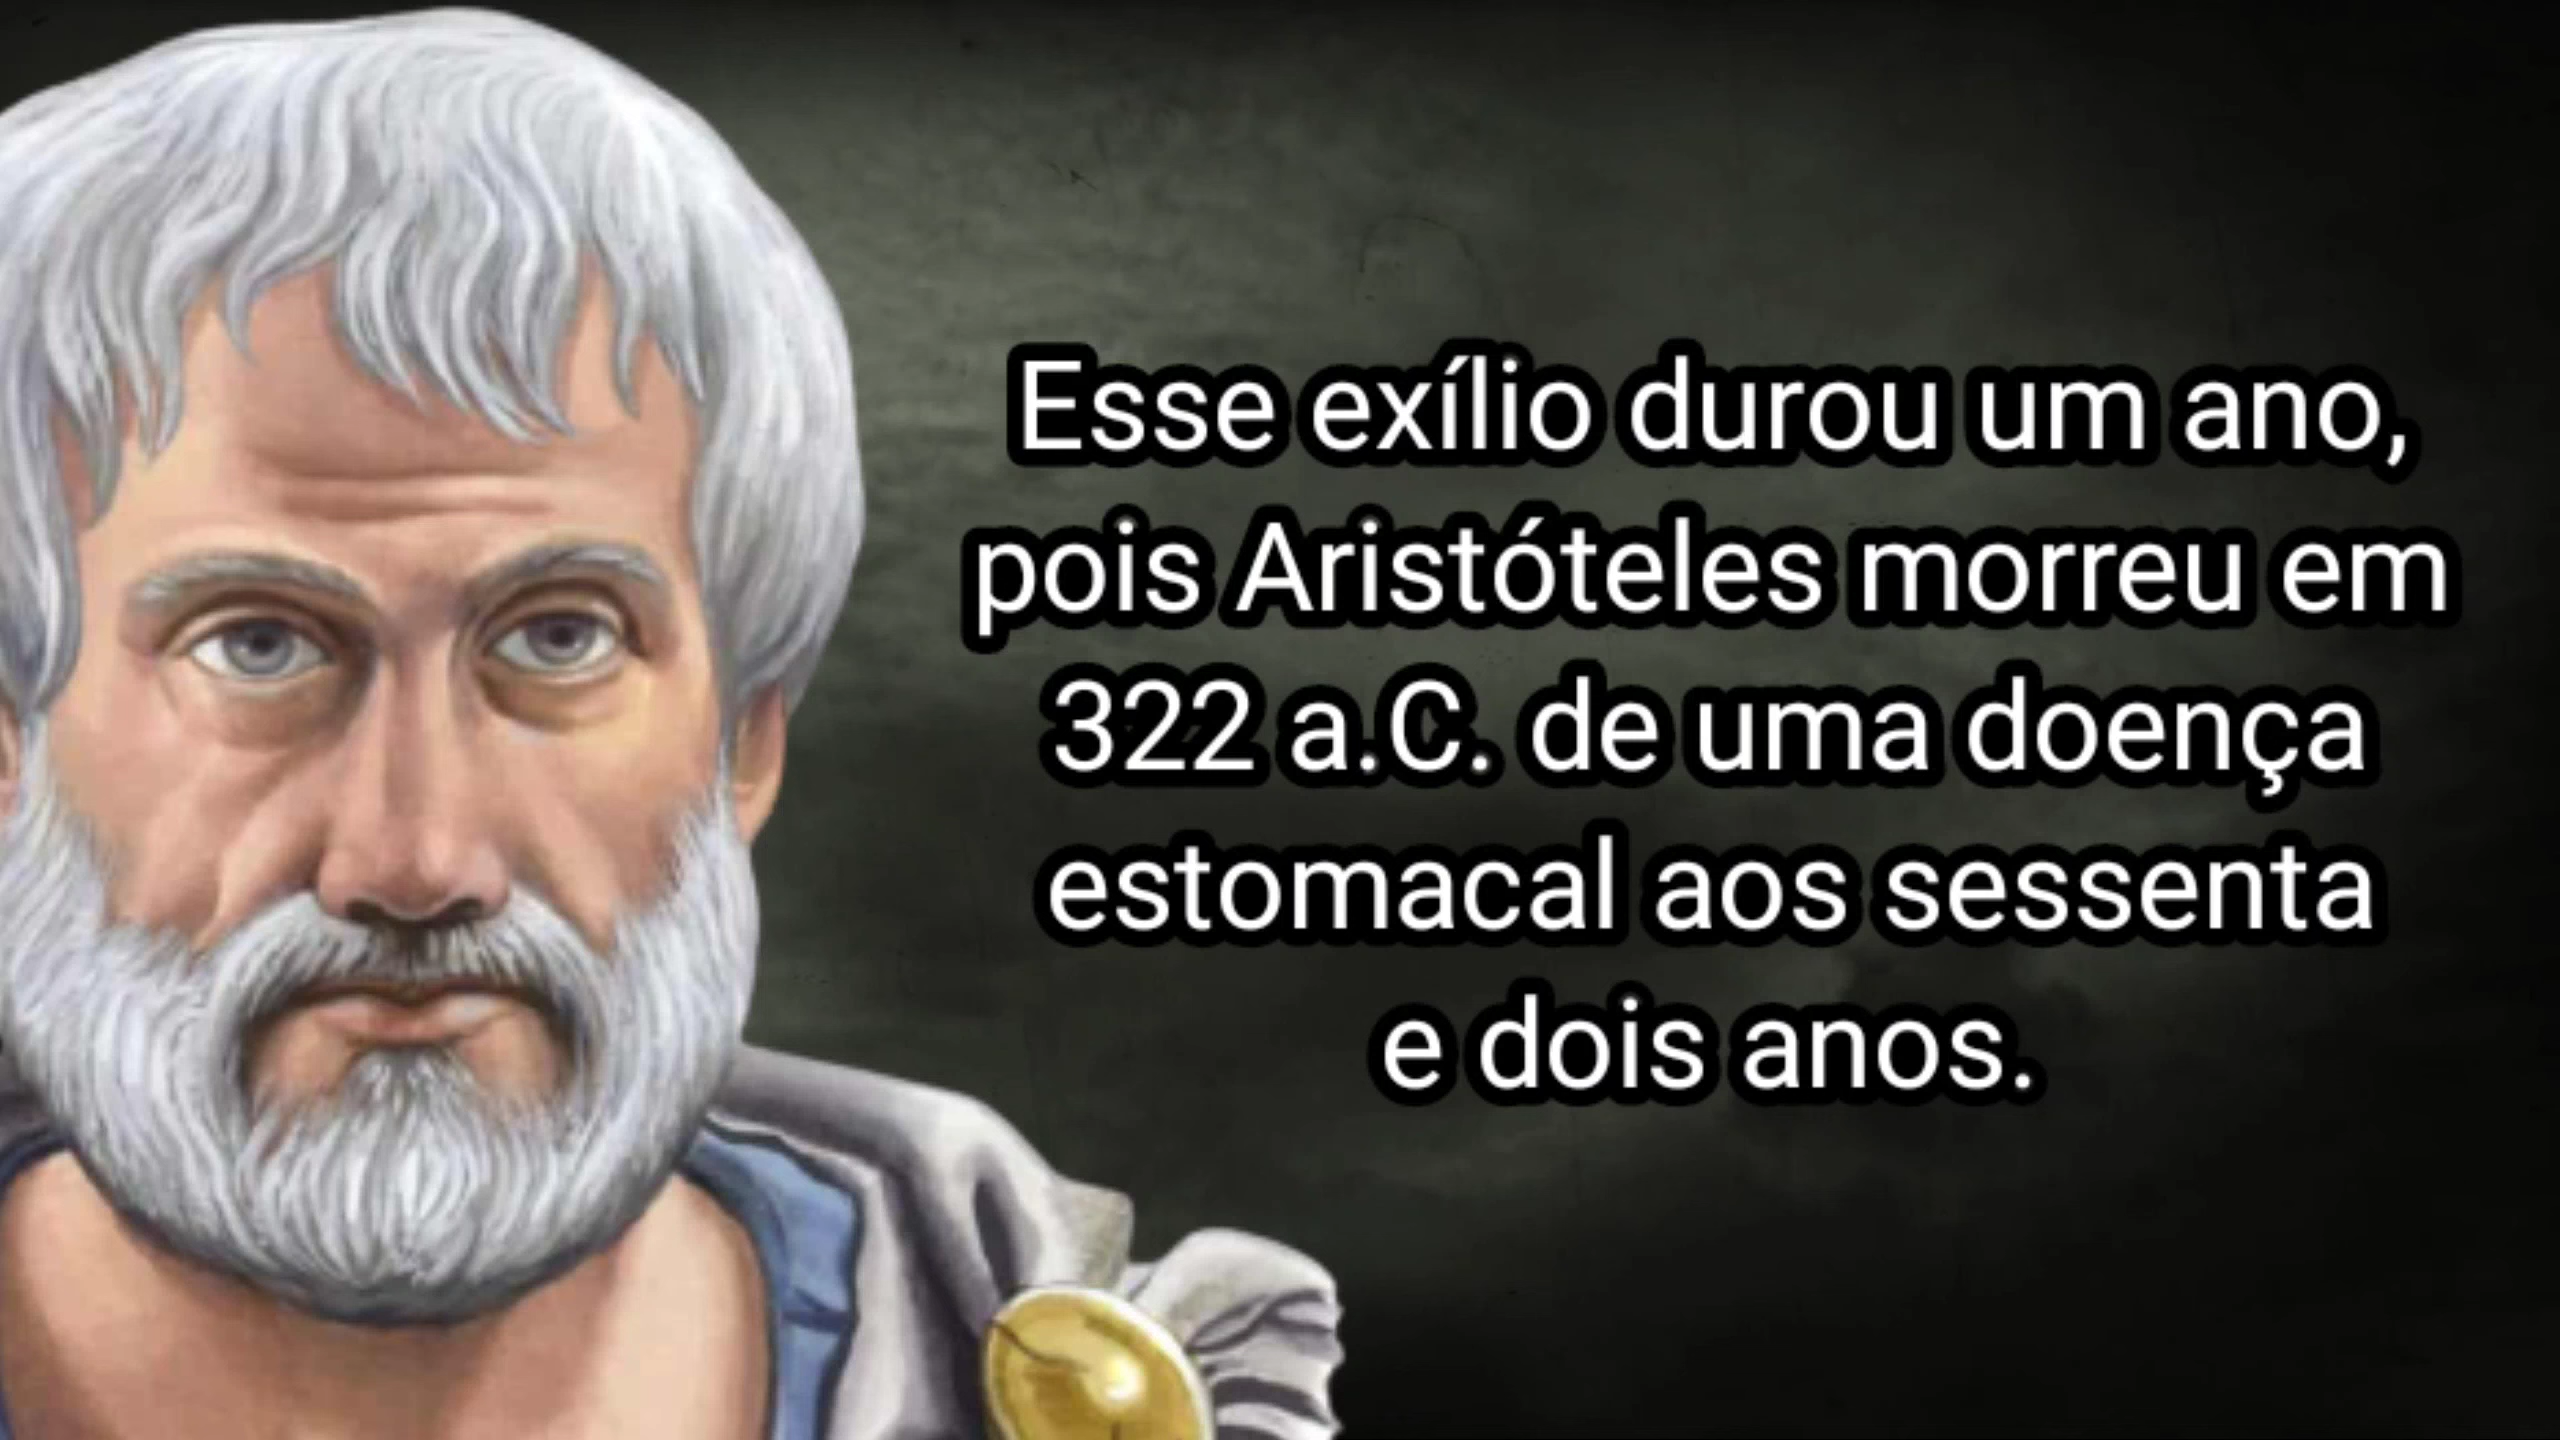 Esse exílio durou um ano,
pois Aristóteles morreu em
322 a.C. de uma doença
estomacal aos sessenta
e dois anos.